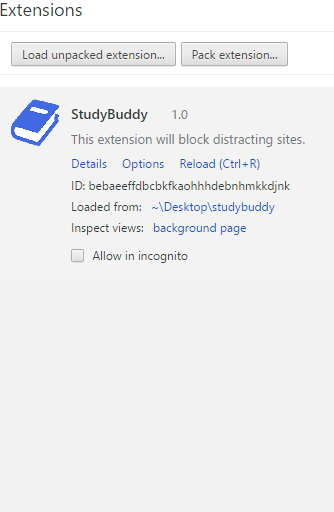 Extensions
Load unpacked extension... Pack extension...
StudyBuddy 1.0
This extension will block distracting sites.
Details Options Reload (Ctrl+R)
ID: bebaeeffdbcbkfkaohhhdebnhmkkdjnk
Loaded from: ~\Desktop\studybuddy
Inspect views: background page
Allow in incognito